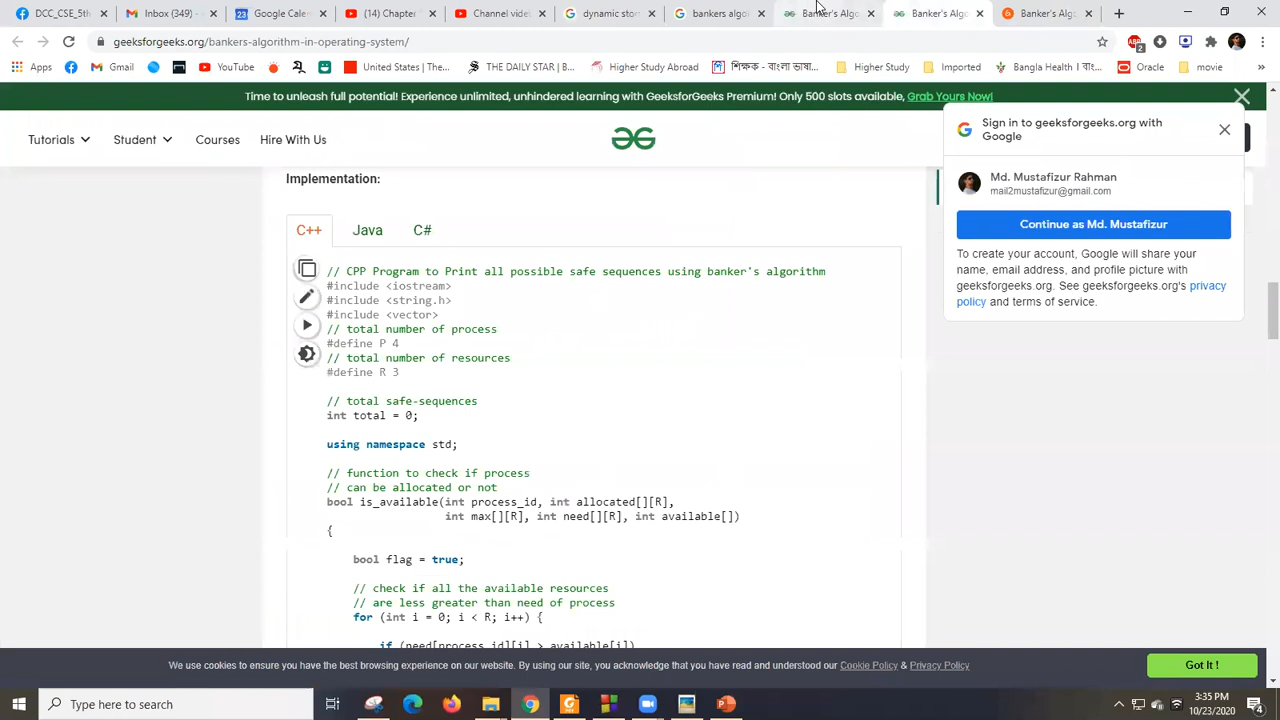 DCC_CSE_5th
Inbox (349) -
Google Calen
(14) Chapter
Channel vide
dynamic stor
bankers algo
Banker's Algo
Banker's Algo
Banker's Algo
geeksforgeeks.org/bankers-algorithm-in-operating-system/
Apps
Gmail
YouTube
United States | The...
THE DAILY STAR | B...
Higher Study Abroad
শিক্ষক - বাংলা ভাষা...
Higher Study
Imported
Bangla Health । বা...
Oracle
movie
Time to unleash full potential! Experience unlimited, unhindered learning with GeeksforGeeks Premium! Only 500 slots available, Grab Yours Now!
Tutorials
Student
Courses
Hire With Us
Sign in to geeksforgeeks.org with
Google
Md. Mustafizur Rahman
mail2mustafizur@gmail.com
Continue as Md. Mustafizur
To create your account, Google will share your
name, email address, and profile picture with
geeksforgeeks.org. See geeksforgeeks.org's privacy
policy and terms of service.
Implementation:
C++
Java
C#
// CPP Program to Print all possible safe sequences using banker's algorithm
#include <iostream>
#include <string.h>
#include <vector>
// total number of process
#define P 4
// total number of resources
#define R 3
// total safe-sequences
int total = 0;
using namespace std;
// function to check if process
// can be allocated or not
bool is_available(int process_id, int allocated[][R],
int max[][R], int need[][R], int available[])
{
bool flag = true;
// check if all the available resources
// are less greater than need of process
for (int i = 0; i < R; i++) {
if (need[process_id][i] > available[i])
We use cookies to ensure you have the best browsing experience on our website. By using our site, you acknowledge that you have read and understood our Cookie Policy & Privacy Policy
Got It !
Type here to search
3:35 PM
10/23/2020